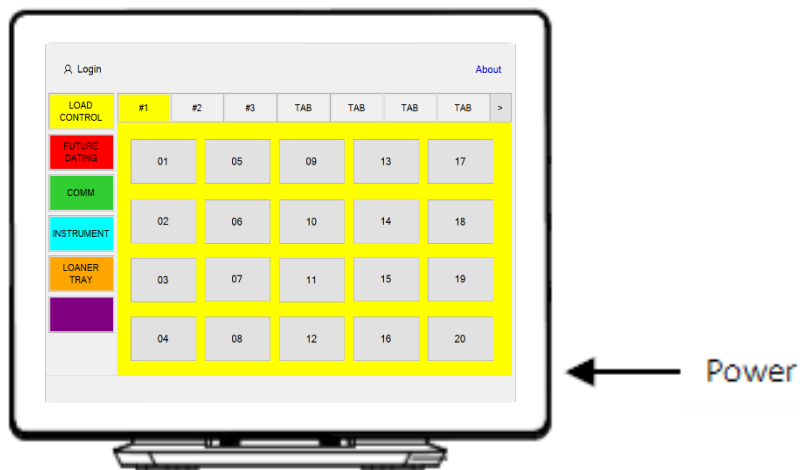 Login
About
LOAD
CONTROL
#1
#2
#3
TAB
TAB
TAB
TAB
>
FUTURE
DATING
COMM
INSTRUMENT
LOANER
TRAY
01
05
09
13
17
02
06
10
14
18
03
07
11
15
19
04
08
12
16
20
Power